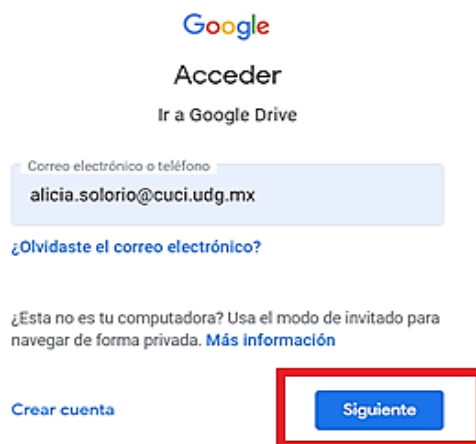 Google
Acceder
Ir a Google Drive
Correo electrónico o teléfono
alicia.solorio@cuci.udg.mx
¿Olvidaste el correo electrónico?
¿Esta no es tu computadora? Usa el modo de invitado para
navegar de forma privada. Más información
Crear cuenta
Siguiente